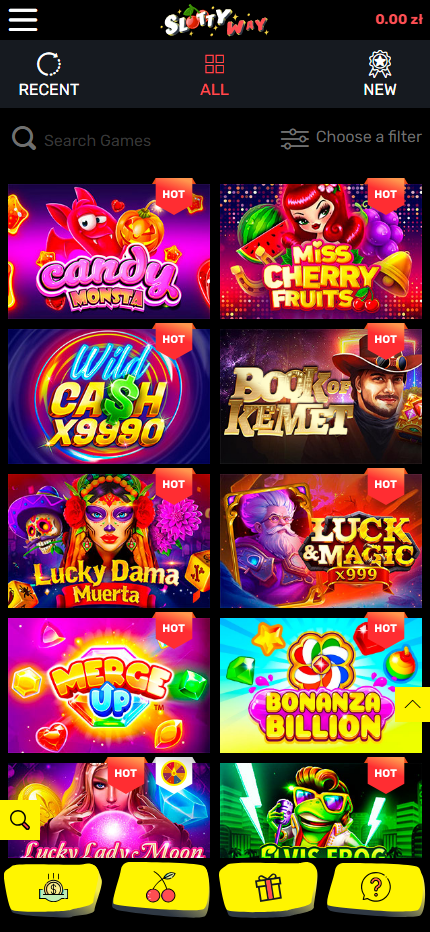 SLOTTY WAY
0.00 zł
RECENT
ALL
NEW
Search Games
Choose a filter
HOT
HOT
candy
MONSTA
MISS
CHERRY
FRUITS
HOT
HOT
Wild
CA$H
X9990
BOOK OF
KEMET
HOT
HOT
Lucky Dama
Muerta
LUCK
&MAGIC
x999
HOT
HOT
MERGE
UP™
BONANZA
BILLION
HOT
HOT
Lucky Lady Moon
ELVIS FROG